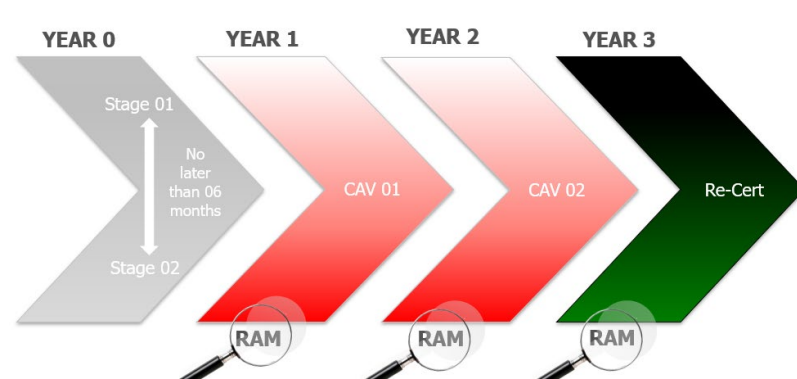 YEAR 0
YEAR 1
YEAR 2
YEAR 3
Stage 01
No
later
than 06
months
Stage 02
CAV 01
CAV 02
Re-Cert
RAM
RAM
RAM